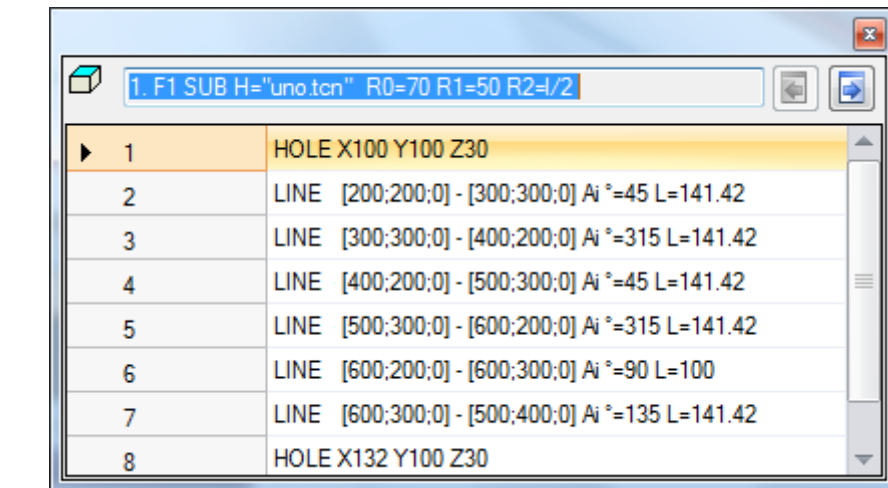 1. F1 SUB H="uno.tcn"  R0=70 R1=50 R2=l/2
1 HOLE X100 Y100 Z30
2 LINE [200;200;0] - [300;300;0] Ai °=45 L=141.42
3 LINE [300;300;0] - [400;200;0] Ai °=315 L=141.42
4 LINE [400;200;0] - [500;300;0] Ai °=45 L=141.42
5 LINE [500;300;0] - [600;200;0] Ai °=315 L=141.42
6 LINE [600;200;0] - [600;300;0] Ai °=90 L=100
7 LINE [600;300;0] - [500;400;0] Ai °=135 L=141.42
8 HOLE X132 Y100 Z30